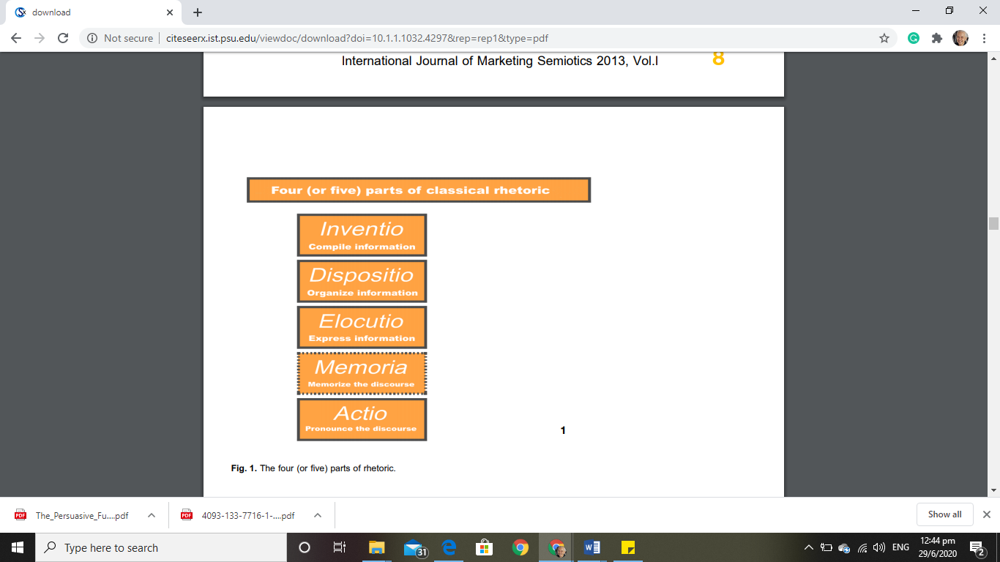 download
Not secure
citeseerx.ist.psu.edu/viewdoc/download?doi=10.1.1.1032.4297&rep=rep1&type=pdf
International Journal of Marketing Semiotics 2013, Vol.I 8
Four (or five) parts of classical rhetoric
Inventio
Compile information
Dispositio
Organize information
Elocutio
Express information
Memoria
Memorize the discourse
Actio
Pronounce the discourse
1
Fig. 1. The four (or five) parts of rhetoric.
The_Persuasive_Fu....pdf
4093-133-7716-1-....pdf
Show all
Type here to search
31
ENG
12:44 pm
29/6/2020
2